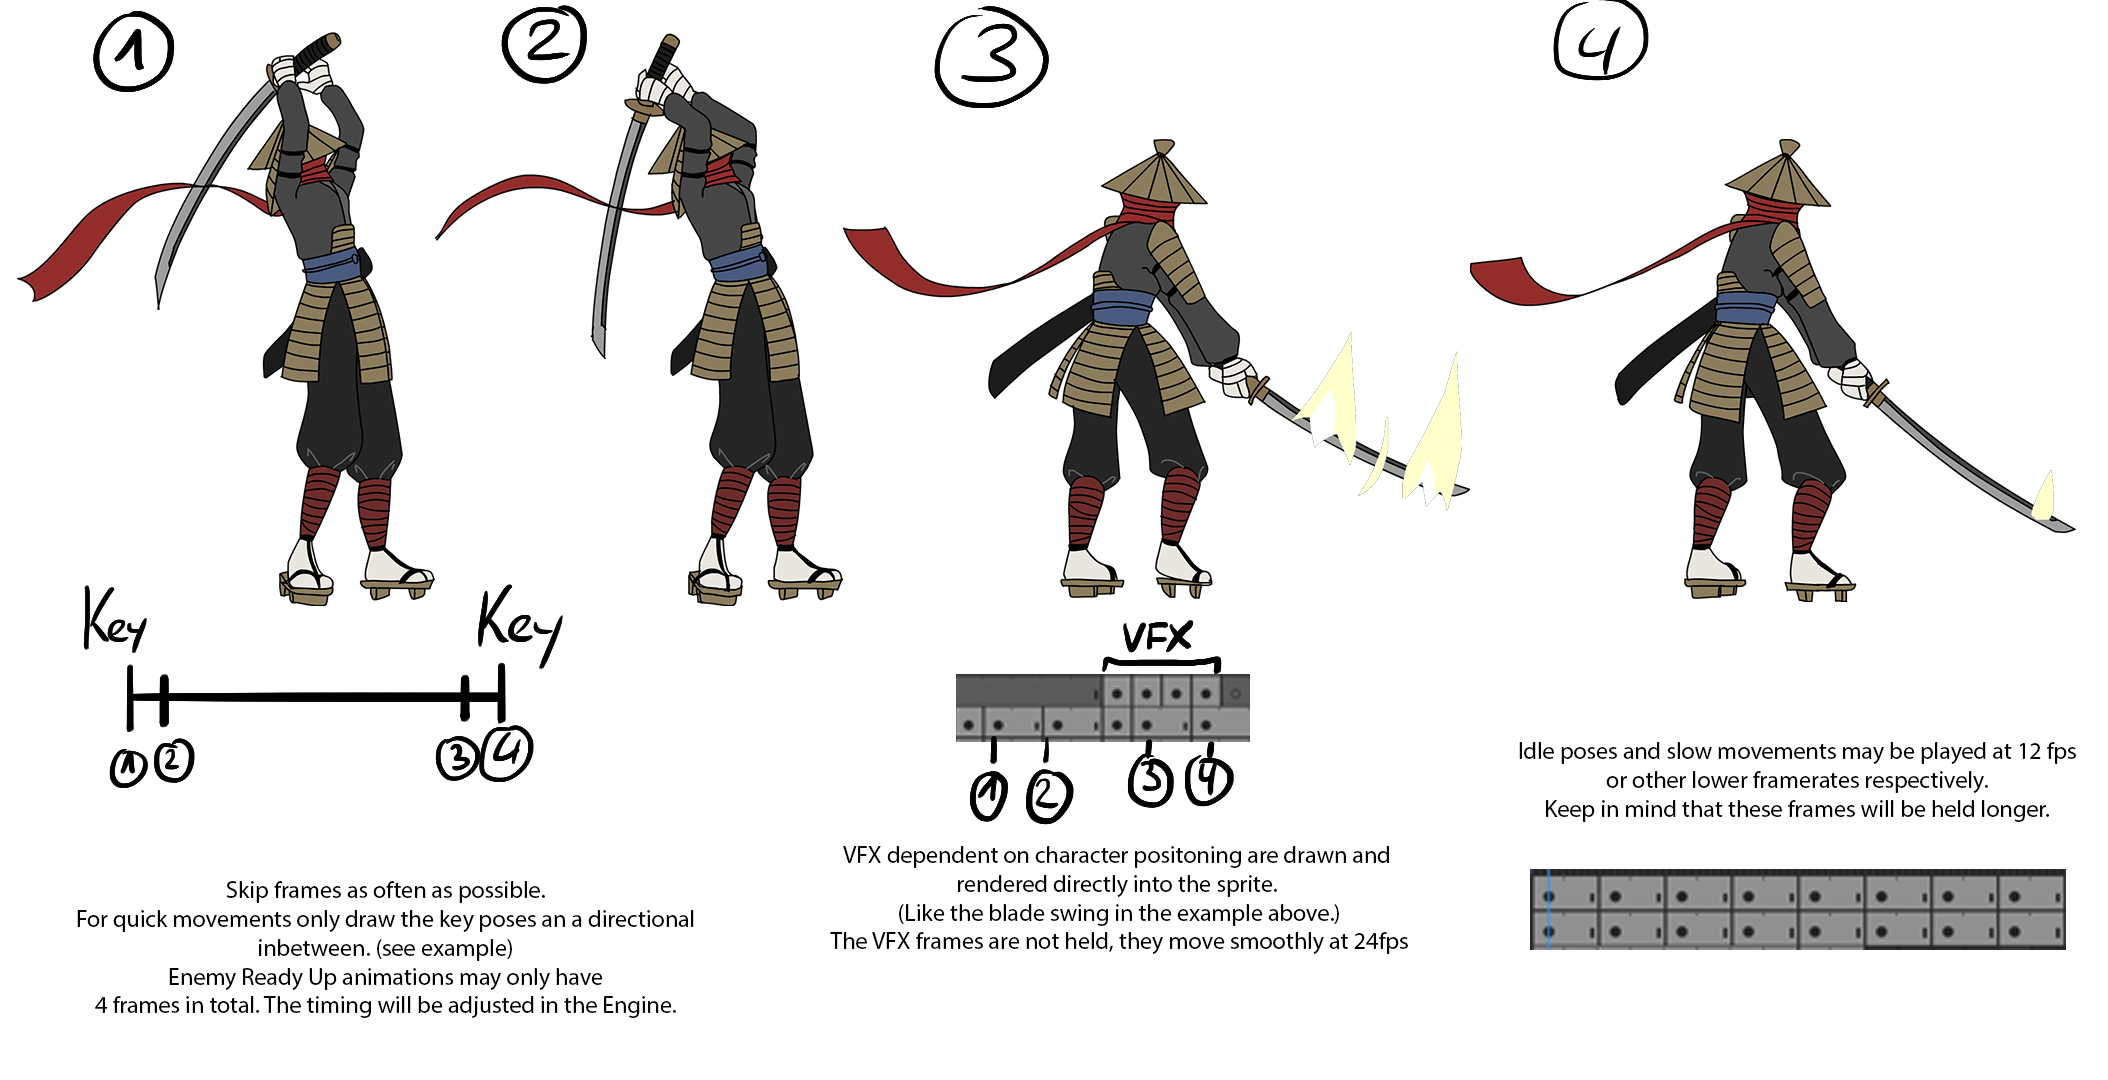 1
2
3
4
Key
Key
1 2
3 4
VFX
1 2
3 4
Skip frames as often as possible.
For quick movements only draw the key poses an a directional
inbetween. (see example)
Enemy Ready Up animations may only have
4 frames in total. The timing will be adjusted in the Engine.
VFX dependent on character positoning are drawn and
rendered directly into the sprite.
(Like the blade swing in the example above.)
The VFX frames are not held, they move smoothly at 24fps
Idle poses and slow movements may be played at 12 fps
or other lower framerates respectively.
Keep in mind that these frames will be held longer.